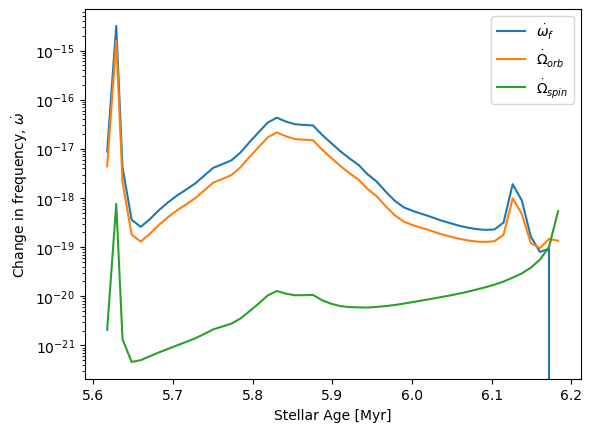 ω̇_f
Ω̇_orb
Ω̇_spin
Change in frequency, ω̇
10⁻¹⁵
10⁻¹⁶
10⁻¹⁷
10⁻¹⁸
10⁻¹⁹
10⁻²⁰
10⁻²¹
5.6 5.7 5.8 5.9 6.0 6.1 6.2
Stellar Age [Myr]